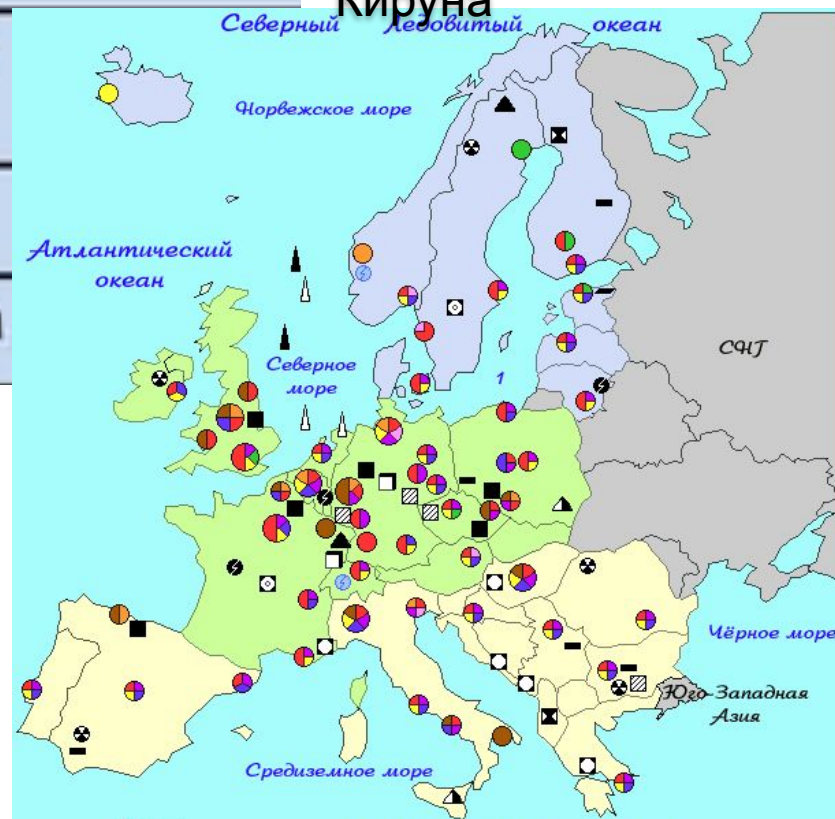 Кируна
Северный Ледовитый океан
Норвежское море
Атлантический
океан
СНГ
Северное
море
1
Чёрное море
Юго-Западная
Азия
Средиземное море